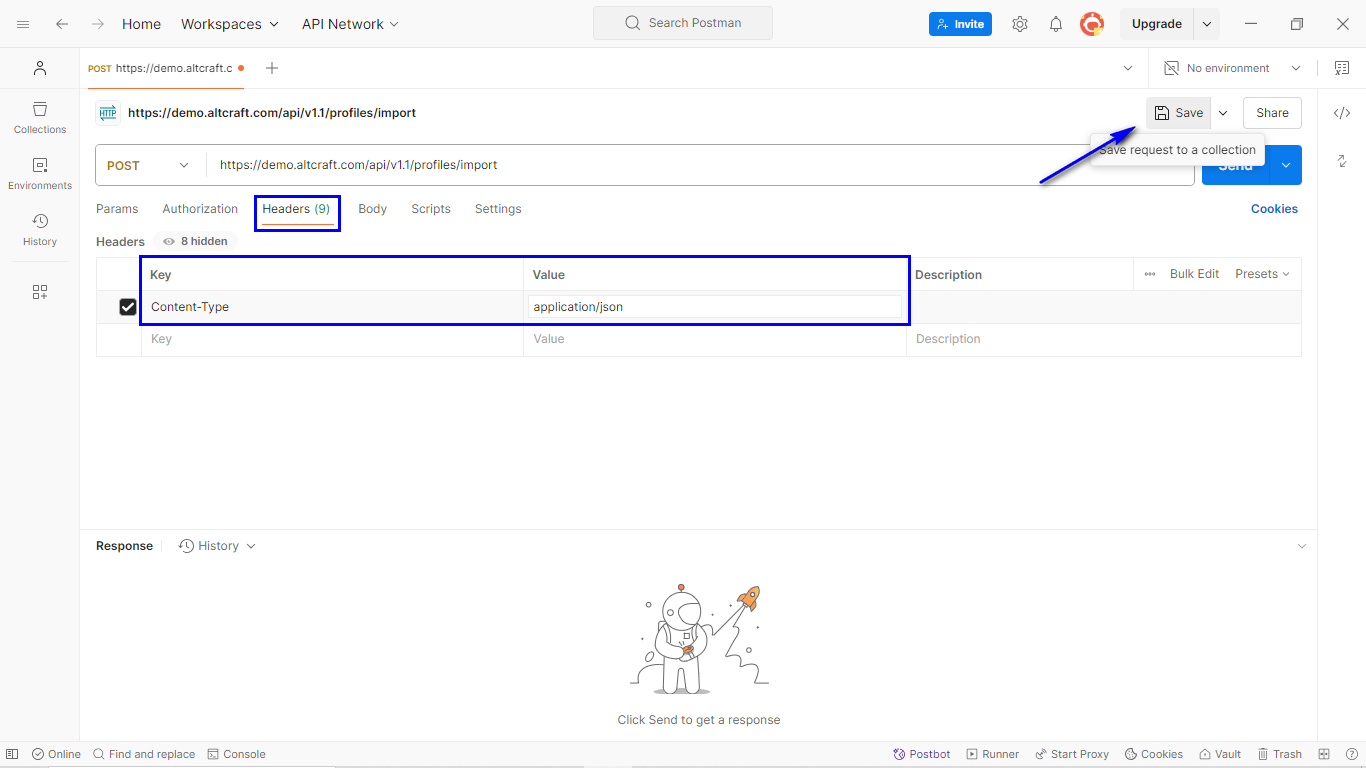 Home Workspaces API Network Search Postman Invite Upgrade
POST https://demo.altcraft.c No environment
HTTP https://demo.altcraft.com/api/v1.1/profiles/import Save Share
Collections
Save request to a collection
POST https://demo.altcraft.com/api/v1.1/profiles/import Send
Environments
Params Authorization Headers (9) Body Scripts Settings Cookies
History
Headers 8 hidden
Key Value Description Bulk Edit Presets
Content-Type application/json
Key Value Description
Response History
Click Send to get a response
Online Find and replace Console Postbot Runner Start Proxy Cookies Vault Trash